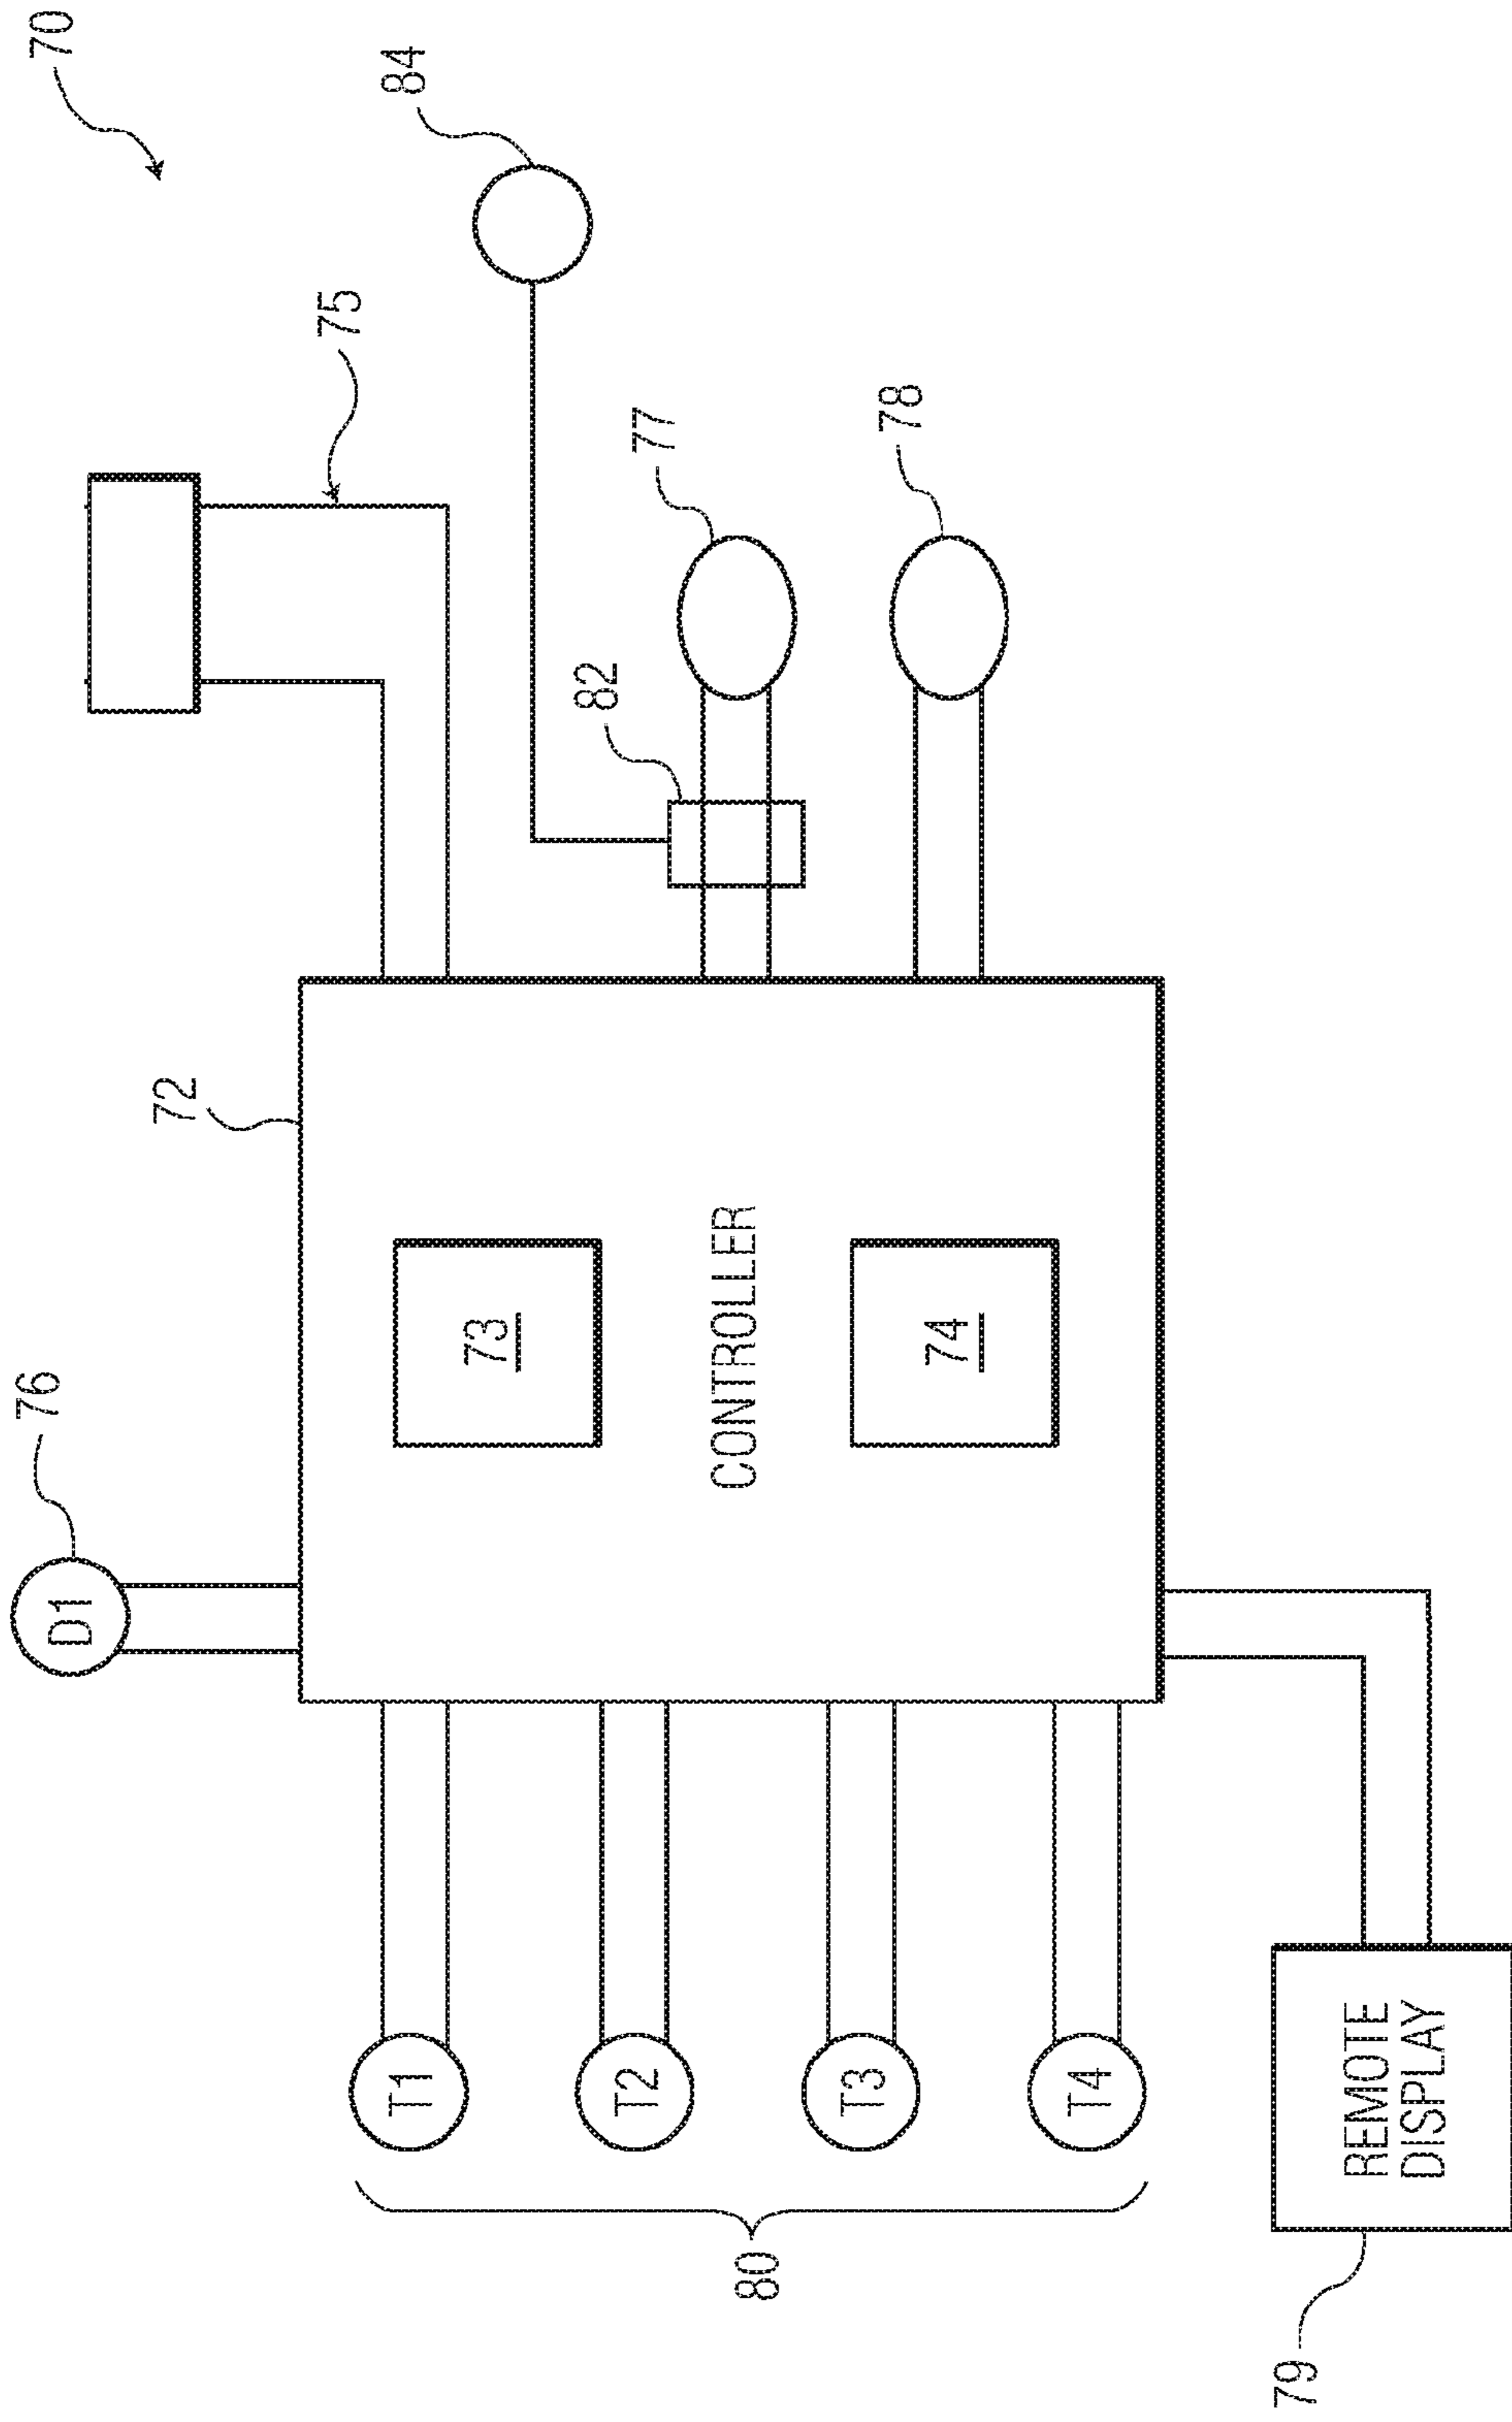 70
84
75
77
78
82
72
73
CONTROLLER
74
76
D1
T1
T2
T3
T4
80
REMOTE
DISPLAY
79